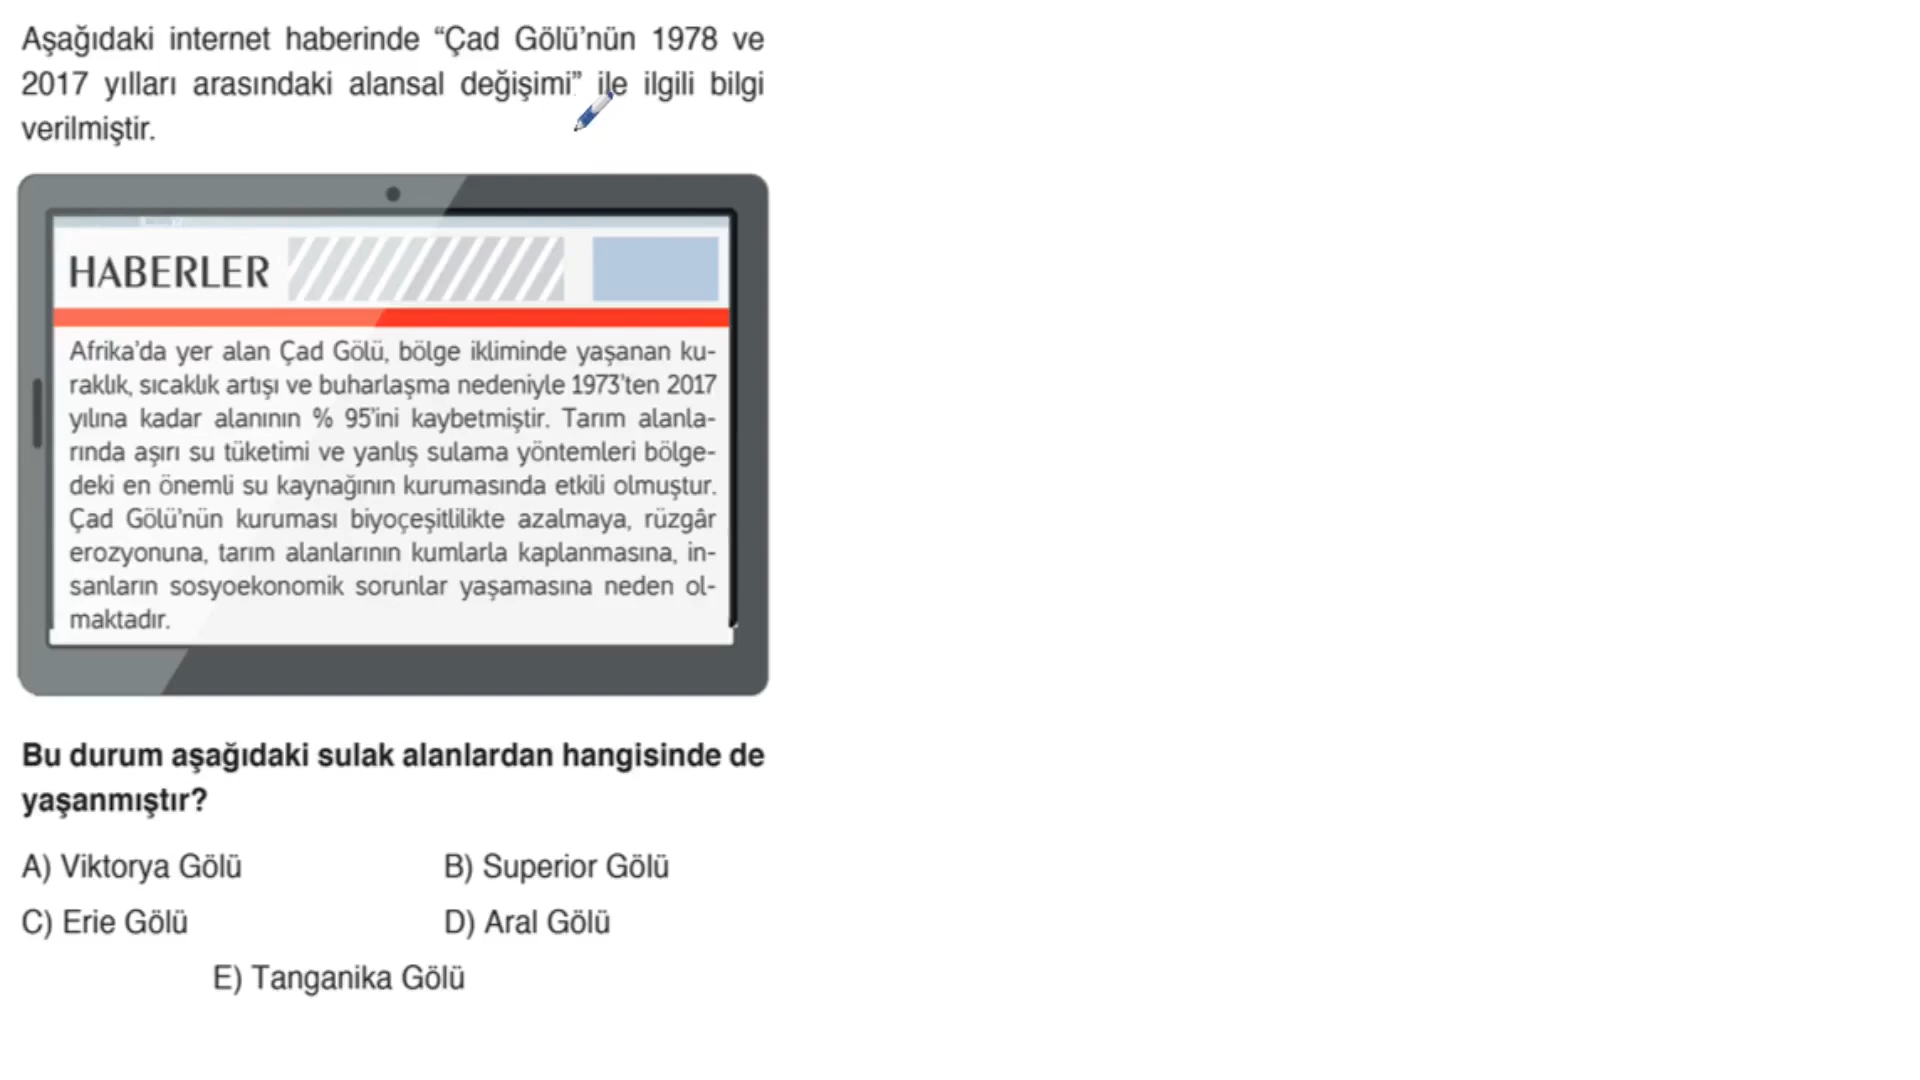 Aşağıdaki internet haberinde “Çad Gölü’nün 1978 ve
2017 yılları arasındaki alansal değişimi” ile ilgili bilgi
verilmiştir.
HABERLER
Afrika’da yer alan Çad Gölü, bölge ikliminde yaşanan ku-
raklık, sıcaklık artışı ve buharlaşma nedeniyle 1973’ten 2017
yılına kadar alanının % 95’ini kaybetmiştir. Tarım alanla-
rında aşırı su tüketimi ve yanlış sulama yöntemleri bölge-
deki en önemli su kaynağının kurumasında etkili olmuştur.
Çad Gölü’nün kuruması biyoçeşitlilikte azalmaya, rüzgâr
erozyonuna, tarım alanlarının kumlarla kaplanmasına, in-
sanların sosyoekonomik sorunlar yaşamasına neden ol-
maktadır.
Bu durum aşağıdaki sulak alanlardan hangisinde de
yaşanmıştır?
A) Viktorya Gölü
B) Superior Gölü
C) Erie Gölü
D) Aral Gölü
E) Tanganika Gölü